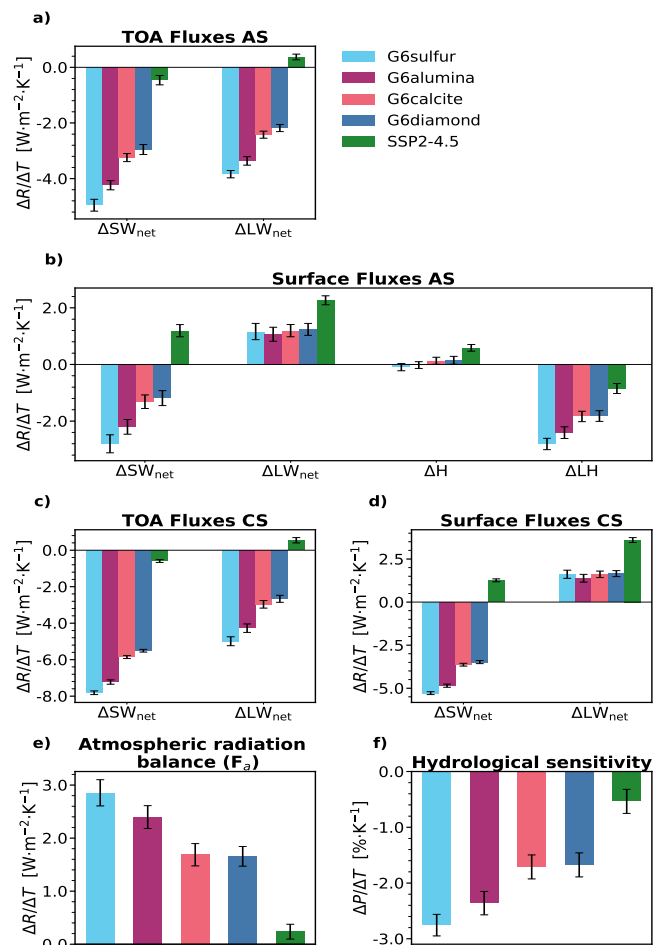 a)
TOA Fluxes AS
ΔR/ΔT [W·m⁻²·K⁻¹]
0.0
-2.0
-4.0
ΔSWnet
ΔLWnet
G6sulfur
G6alumina
G6calcite
G6diamond
SSP2-4.5
b)
Surface Fluxes AS
ΔR/ΔT [W·m⁻²·K⁻¹]
2.0
0.0
-2.0
ΔSWnet
ΔLWnet
ΔH
ΔLH
c)
TOA Fluxes CS
ΔR/ΔT [W·m⁻²·K⁻¹]
0.0
-2.0
-4.0
-6.0
-8.0
ΔSWnet
ΔLWnet
d)
Surface Fluxes CS
ΔR/ΔT [W·m⁻²·K⁻¹]
2.5
0.0
-2.5
-5.0
ΔSWnet
ΔLWnet
e)
Atmospheric radiation
balance (Fa)
ΔR/ΔT [W·m⁻²·K⁻¹]
3.0
2.0
1.0
0.0
f)
Hydrological sensitivity
ΔP/ΔT [%·K⁻¹]
0.0
-1.0
-2.0
-3.0